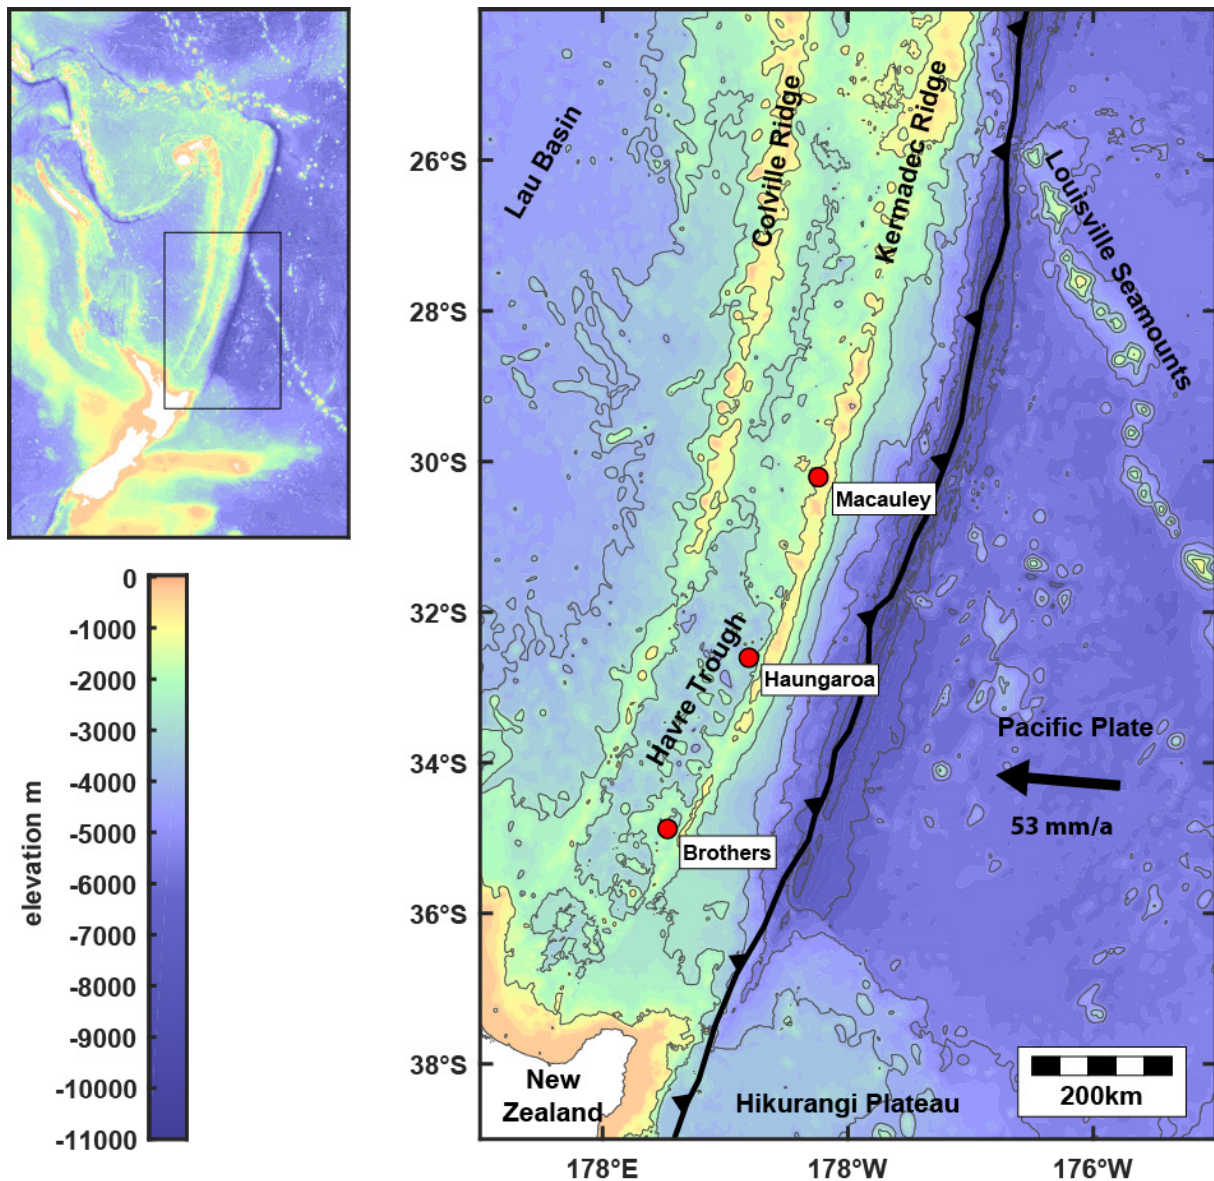 0
-1000
-2000
-3000
-4000
-5000
-6000
-7000
-8000
-9000
-10000
-11000
elevation m
26°S
28°S
30°S
32°S
34°S
36°S
38°S
Lau Basin
Colville Ridge
Kermadec Ridge
Louisville Seamounts
Macauley
Havre Trough
Haungaroa
Pacific Plate
53 mm/a
Brothers
New
Zealand
Hikurangi Plateau
200km
178°E
178°W
176°W